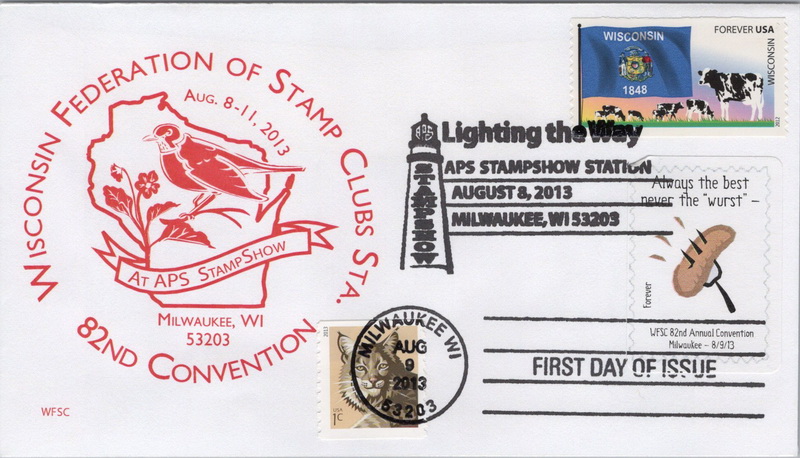 WISCONSIN FEDERATION OF STAMP CLUBS STA.
AUG. 8-11, 2013
AT APS STAMPSHOW
MILWAUKEE, WI
53203
82ND CONVENTION
WFSC
WISCONSIN
1848
FOREVER USA
WISCONSIN
2012
APS
STAMPSHOW
Lighting the Way
APS STAMPSHOW STATION
AUGUST 8, 2013
MILWAUKEE, WI 53203
Always the best
never the "wurst" –
Forever
WFSC 82nd Annual Convention
Milwaukee - 8/9/13
2013
USA
1C
MILWAUKEE WI
AUG
9
2013
53203
FIRST DAY OF ISSUE